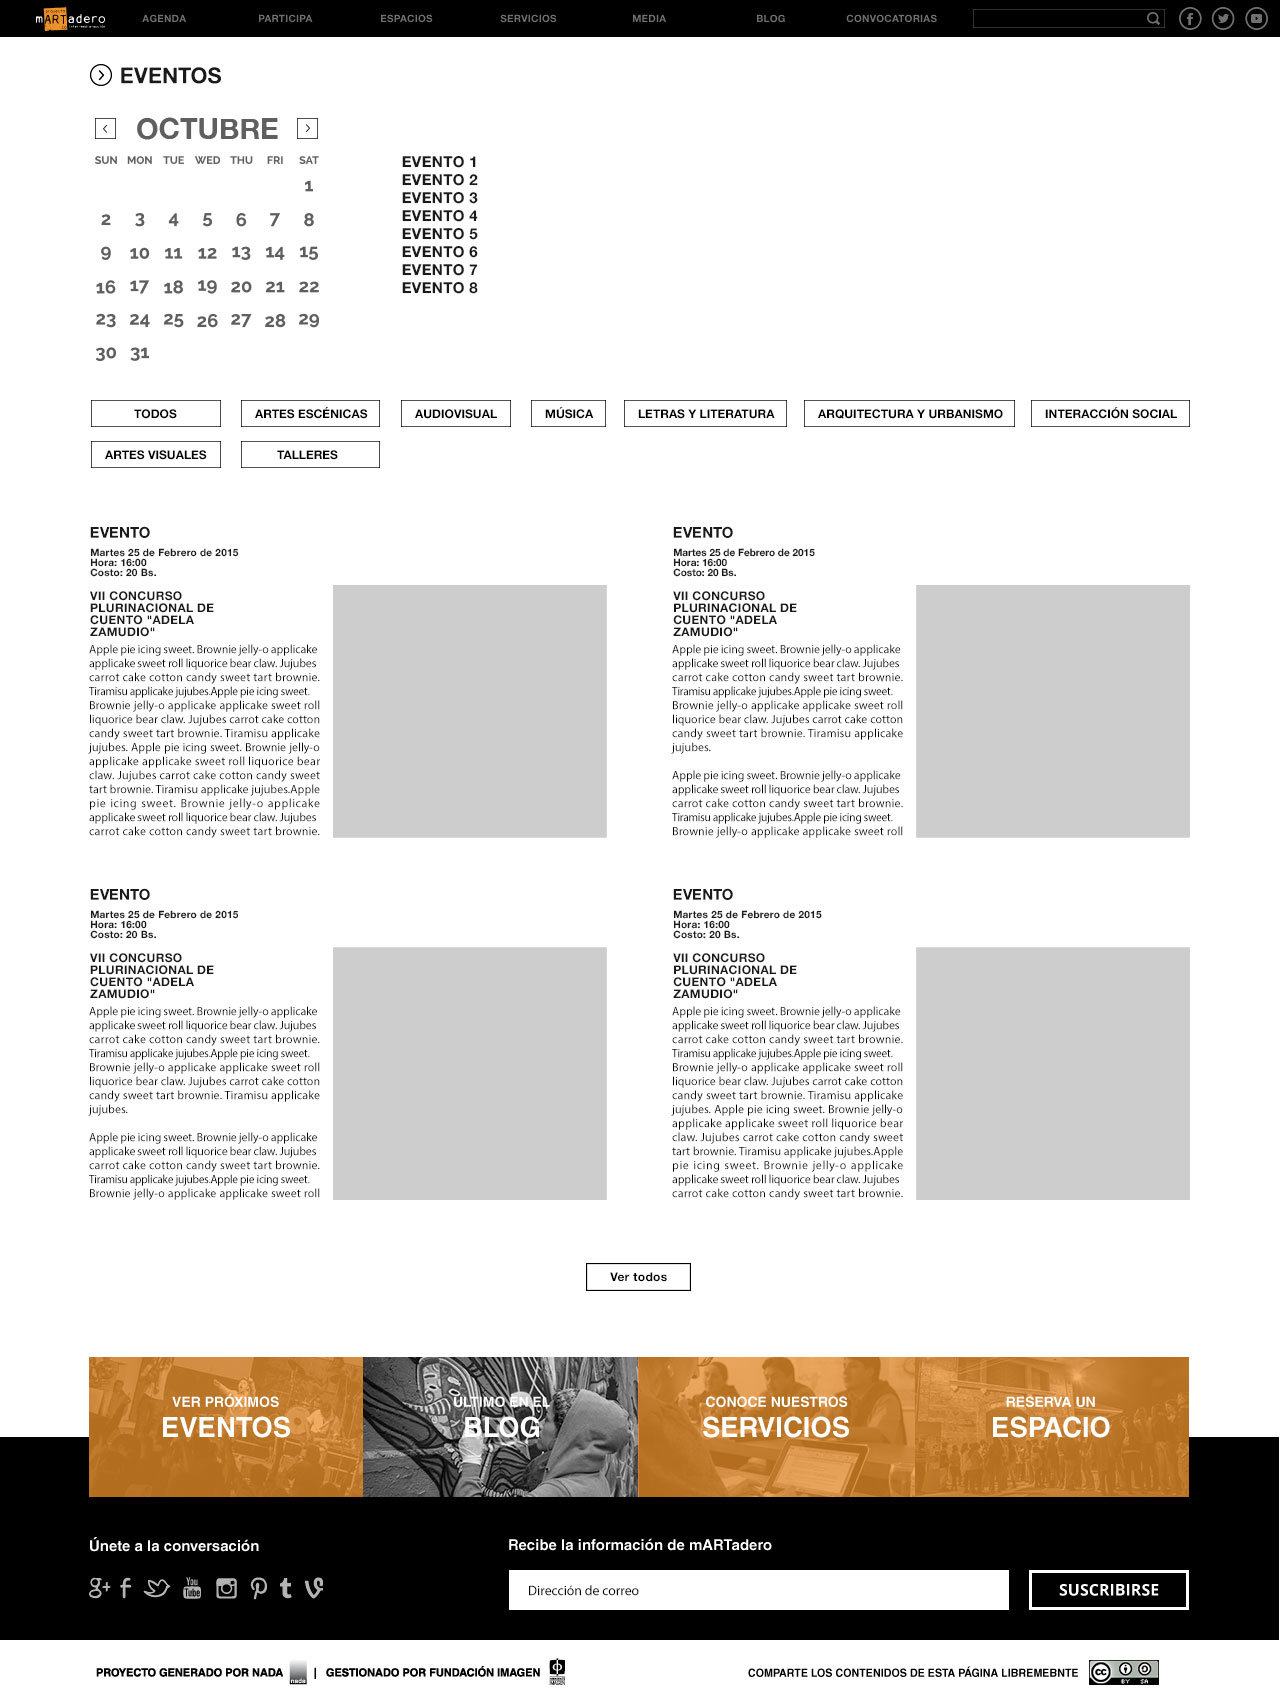 proyecto
mARTadero
AGENDA
PARTICIPA
ESPACIOS
SERVICIOS
MEDIA
BLOG
CONVOCATORIAS
EVENTOS
OCTUBRE
SUN MON TUE WED THU FRI SAT
1
2 3 4 5 6 7 8
9 10 11 12 13 14 15
16 17 18 19 20 21 22
23 24 25 26 27 28 29
30 31
EVENTO 1
EVENTO 2
EVENTO 3
EVENTO 4
EVENTO 5
EVENTO 6
EVENTO 7
EVENTO 8
TODOS
ARTES ESCÉNICAS
AUDIOVISUAL
MÚSICA
LETRAS Y LITERATURA
ARQUITECTURA Y URBANISMO
INTERACCIÓN SOCIAL
ARTES VISUALES
TALLERES
EVENTO
Martes 25 de Febrero de 2015
Hora: 16:00
Costo: 20 Bs.
VII CONCURSO
PLURINACIONAL DE
CUENTO "ADELA
ZAMUDIO"
Apple pie icing sweet. Brownie jelly-o applicake
applicake sweet roll liquorice bear claw. Jujubes
carrot cake cotton candy sweet tart brownie.
Tiramisu applicake jujubes.Apple pie icing sweet.
Brownie jelly-o applicake applicake sweet roll
liquorice bear claw. Jujubes carrot cake cotton
candy sweet tart brownie. Tiramisu applicake
jujubes. Apple pie icing sweet. Brownie jelly-o
applicake applicake sweet roll liquorice bear
claw. Jujubes carrot cake cotton candy sweet
tart brownie. Tiramisu applicake jujubes.Apple
pie icing sweet. Brownie jelly-o applicake
applicake sweet roll liquorice bear claw. Jujubes
carrot cake cotton candy sweet tart brownie.
EVENTO
Martes 25 de Febrero de 2015
Hora: 16:00
Costo: 20 Bs.
VII CONCURSO
PLURINACIONAL DE
CUENTO "ADELA
ZAMUDIO"
Apple pie icing sweet. Brownie jelly-o applicake
applicake sweet roll liquorice bear claw. Jujubes
carrot cake cotton candy sweet tart brownie.
Tiramisu applicake jujubes.Apple pie icing sweet.
Brownie jelly-o applicake applicake sweet roll
liquorice bear claw. Jujubes carrot cake cotton
candy sweet tart brownie. Tiramisu applicake
jujubes.
Apple pie icing sweet. Brownie jelly-o applicake
applicake sweet roll liquorice bear claw. Jujubes
carrot cake cotton candy sweet tart brownie.
Tiramisu applicake jujubes.Apple pie icing sweet.
Brownie jelly-o applicake applicake sweet roll
EVENTO
Martes 25 de Febrero de 2015
Hora: 16:00
Costo: 20 Bs.
VII CONCURSO
PLURINACIONAL DE
CUENTO "ADELA
ZAMUDIO"
Apple pie icing sweet. Brownie jelly-o applicake
applicake sweet roll liquorice bear claw. Jujubes
carrot cake cotton candy sweet tart brownie.
Tiramisu applicake jujubes.Apple pie icing sweet.
Brownie jelly-o applicake applicake sweet roll
liquorice bear claw. Jujubes carrot cake cotton
candy sweet tart brownie. Tiramisu applicake
jujubes.
Apple pie icing sweet. Brownie jelly-o applicake
applicake sweet roll liquorice bear claw. Jujubes
carrot cake cotton candy sweet tart brownie.
Tiramisu applicake jujubes.Apple pie icing sweet.
Brownie jelly-o applicake applicake sweet roll
EVENTO
Martes 25 de Febrero de 2015
Hora: 16:00
Costo: 20 Bs.
VII CONCURSO
PLURINACIONAL DE
CUENTO "ADELA
ZAMUDIO"
Apple pie icing sweet. Brownie jelly-o applicake
applicake sweet roll liquorice bear claw. Jujubes
carrot cake cotton candy sweet tart brownie.
Tiramisu applicake jujubes.Apple pie icing sweet.
Brownie jelly-o applicake applicake sweet roll
liquorice bear claw. Jujubes carrot cake cotton
candy sweet tart brownie. Tiramisu applicake
jujubes. Apple pie icing sweet. Brownie jelly-o
applicake applicake sweet roll liquorice bear
claw. Jujubes carrot cake cotton candy sweet
tart brownie. Tiramisu applicake jujubes.Apple
pie icing sweet. Brownie jelly-o applicake
applicake sweet roll liquorice bear claw. Jujubes
carrot cake cotton candy sweet tart brownie.
Ver todos
VER PRÓXIMOS
EVENTOS
ÚLTIMO EN EL
BLOG
CONOCE NUESTROS
SERVICIOS
RESERVA UN
ESPACIO
Únete a la conversación
You Tube
Recibe la información de mARTadero
Dirección de correo
SUSCRIBIRSE
PROYECTO GENERADO POR NADA nada | GESTIONADO POR FUNDACIÓN IMAGEN
COMPARTE LOS CONTENIDOS DE ESTA PÁGINA LIBREMEBNTE
cc BY SA